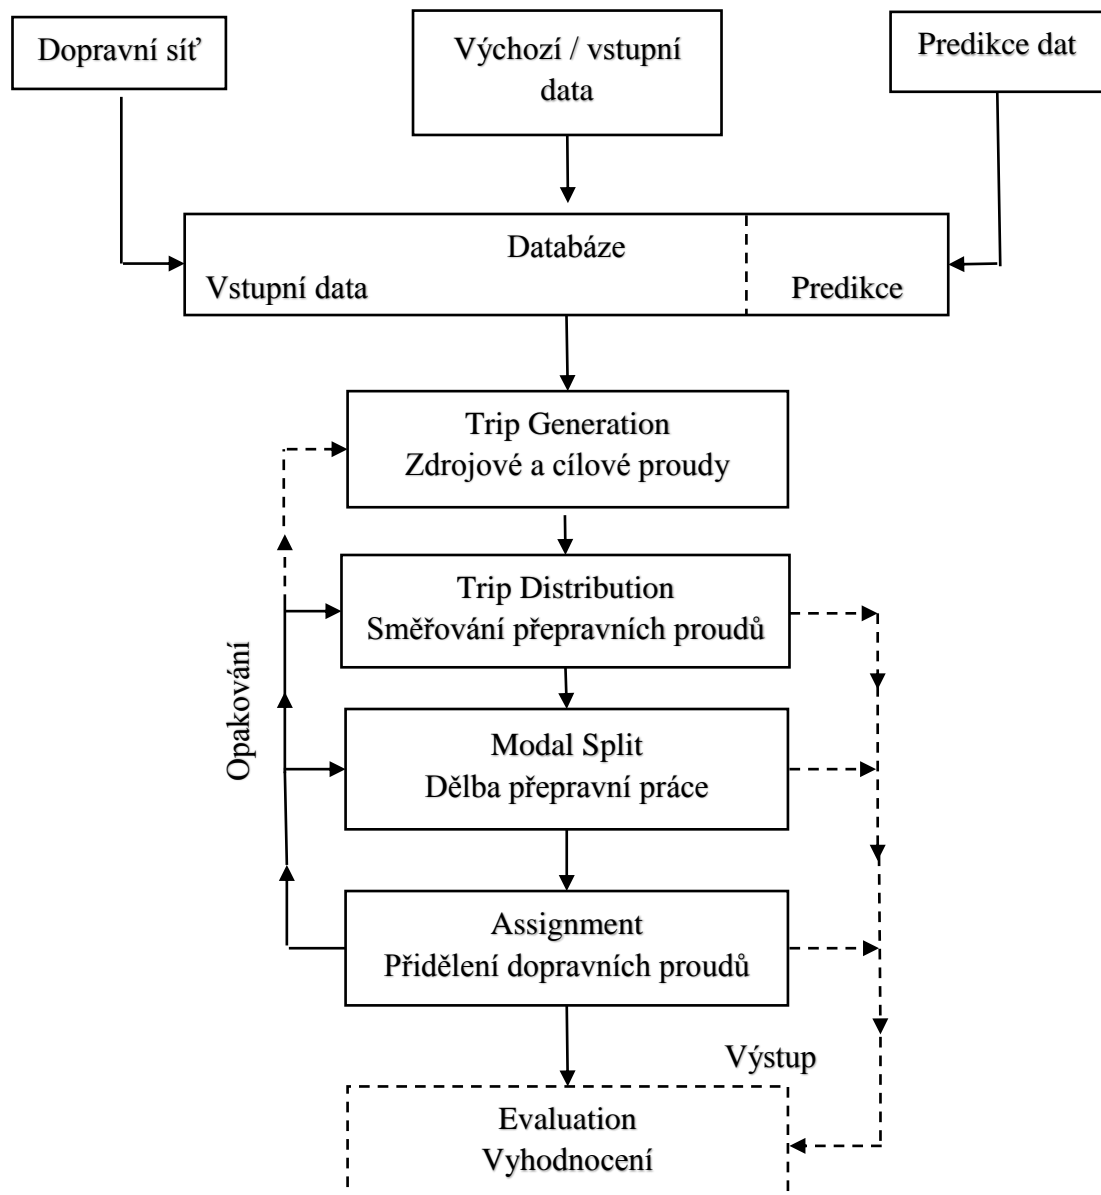 Dopravní síť
Výchozí / vstupní
data
Predikce dat
Databáze
Vstupní data
Predikce
Trip Generation
Zdrojové a cílové proudy
Trip Distribution
Směřování přepravních proudů
Opakování
Modal Split
Dělba přepravní práce
Assignment
Přidělení dopravních proudů
Výstup
Evaluation
Vyhodnocení